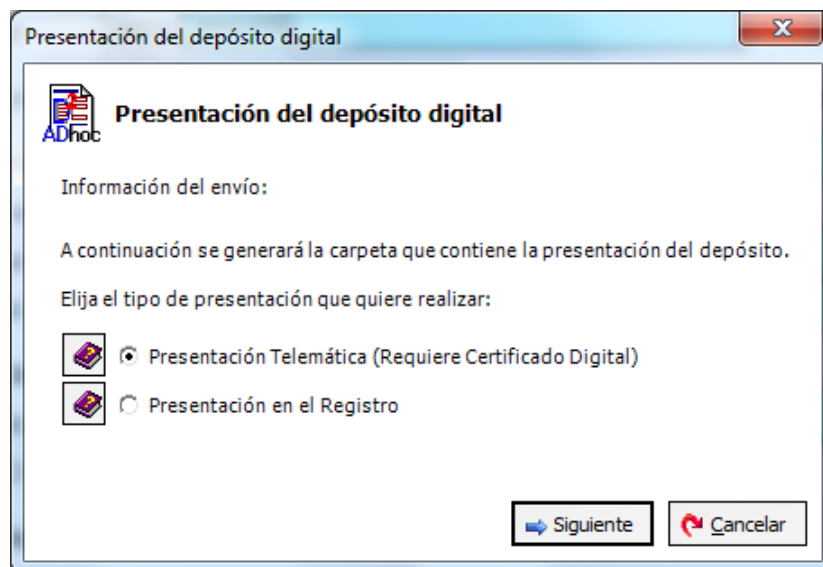 Presentación del depósito digital
X
ADhoc
Presentación del depósito digital
Información del envío:
A continuación se generará la carpeta que contiene la presentación del depósito.
Elija el tipo de presentación que quiere realizar:
Presentación Telemática (Requiere Certificado Digital)
Presentación en el Registro
Siguiente
Cancelar